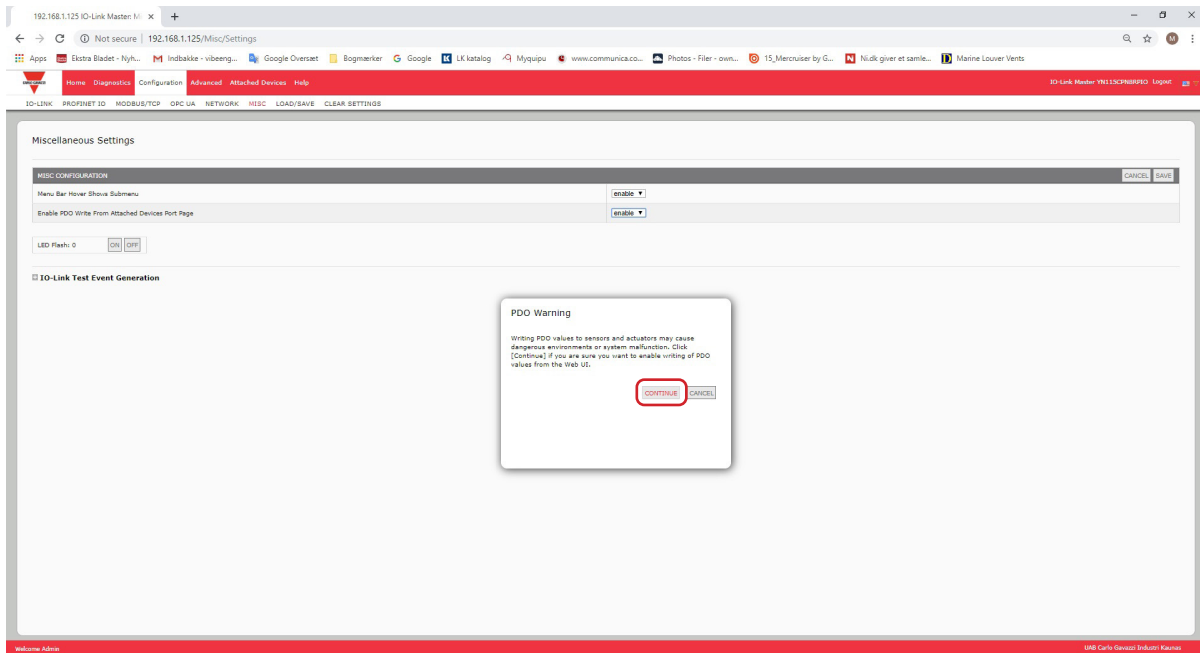 192.168.1.125 IO-Link Master: M
Not secure | 192.168.1.125/Misc/Settings
Apps Ekstra Bladet - Nyh... Indbakke - vibeeng... Google Oversæt Bogmærker Google LK katalog Myquipu www.communica.co... Photos - Filer - own... 15_Mercruiser by G... Nidk giver et samle... Marine Louver Vents
CARLO GAVAZZI Home Diagnostics Configuration Advanced Attached Devices Help IO-Link Master YN115CPN8RPIO Logout
IO-LINK PROFINET IO MODBUS/TCP OPC UA NETWORK MISC LOAD/SAVE CLEAR SETTINGS
Miscellaneous Settings
MISC CONFIGURATION CANCEL SAVE
Menu Bar Hover Shows Submenu enable
Enable PDO Write From Attached Devices Port Page enable
LED Flash: 0 ON OFF
IO-Link Test Event Generation
PDO Warning
Writing PDO values to sensors and actuators may cause
dangerous environments or system malfunction. Click
[Continue] if you are sure you want to enable writing of PDO
values from the Web UI.
CONTINUE CANCEL
Welcome Admin UAB Carlo Gavazzi Industri Kaunas